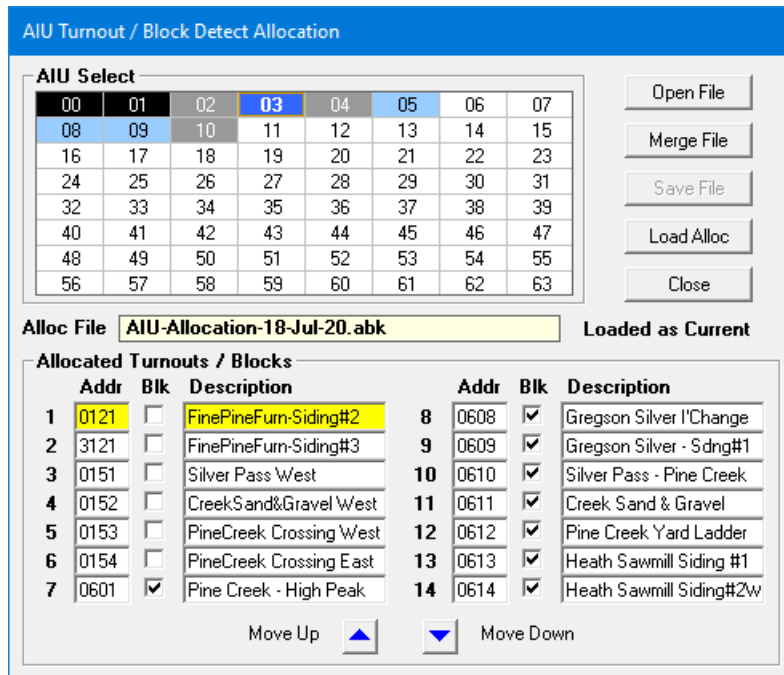 AIU Turnout / Block Detect Allocation
AIU Select
00 01 02 03 04 05 06 07
08 09 10 11 12 13 14 15
16 17 18 19 20 21 22 23
24 25 26 27 28 29 30 31
32 33 34 35 36 37 38 39
40 41 42 43 44 45 46 47
48 49 50 51 52 53 54 55
56 57 58 59 60 61 62 63
Open File
Merge File
Save File
Load Alloc
Close
Alloc File AIU-Allocation-18-Jul-20.abk Loaded as Current
Allocated Turnouts / Blocks
Addr Blk Description
1 0121 FinePineFurn-Siding#2
2 3121 FinePineFurn-Siding#3
3 0151 Silver Pass West
4 0152 CreekSand&Gravel West
5 0153 PineCreek Crossing West
6 0154 PineCreek Crossing East
7 0601 Pine Creek - High Peak
Addr Blk Description
8 0608 Gregson Silver I'Change
9 0609 Gregson Silver - Sdng#1
10 0610 Silver Pass - Pine Creek
11 0611 Creek Sand & Gravel
12 0612 Pine Creek Yard Ladder
13 0613 Heath Sawmill Siding #1
14 0614 Heath Sawmill Siding#2w
Move Up
Move Down